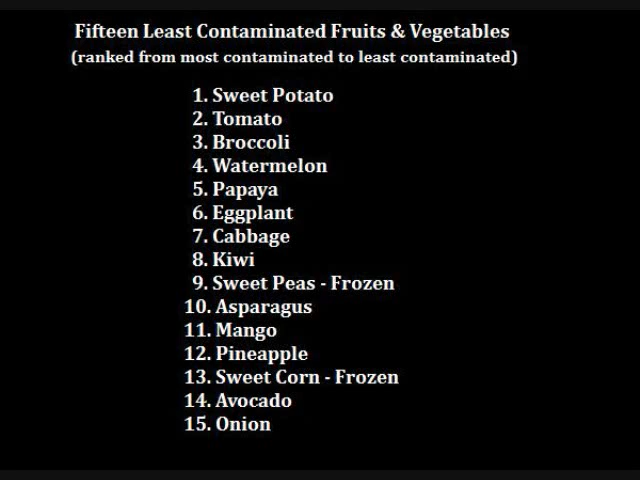 Fifteen Least Contaminated Fruits & Vegetables
(ranked from most contaminated to least contaminated)
1. Sweet Potato
2. Tomato
3. Broccoli
4. Watermelon
5. Papaya
6. Eggplant
7. Cabbage
8. Kiwi
9. Sweet Peas - Frozen
10. Asparagus
11. Mango
12. Pineapple
13. Sweet Corn - Frozen
14. Avocado
15. Onion